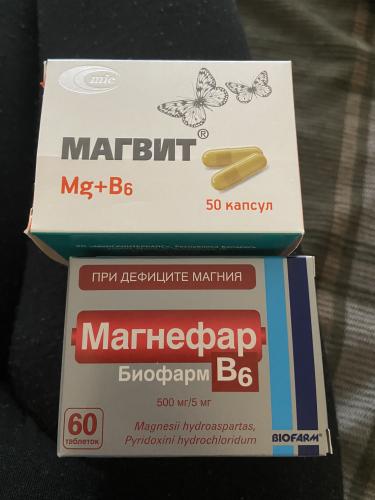 mic
МАГВИТ®
Mg+B6
50 капсул
ПРИ ДЕФИЦИТЕ МАГНИЯ
Магнефар
Биофарм B6
500 мг/5 мг
60
таблеток
Magnesii hydroaspartas,
Pyridoxini hydrochloridum
BIOFARM®